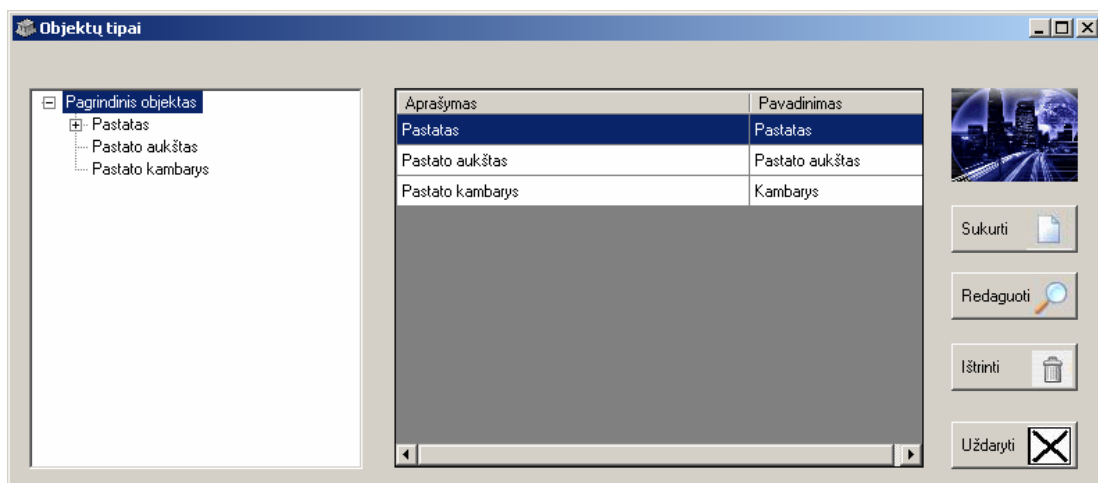 Objektų tipai
Pagrindinis objektas
Pastatas
Pastato aukštas
Pastato kambarys
Aprašymas Pavadinimas
Pastatas Pastatas
Pastato aukštas Pastato aukštas
Pastato kambarys Kambarys
Sukurti
Redaguoti
Ištrinti
Uždaryti